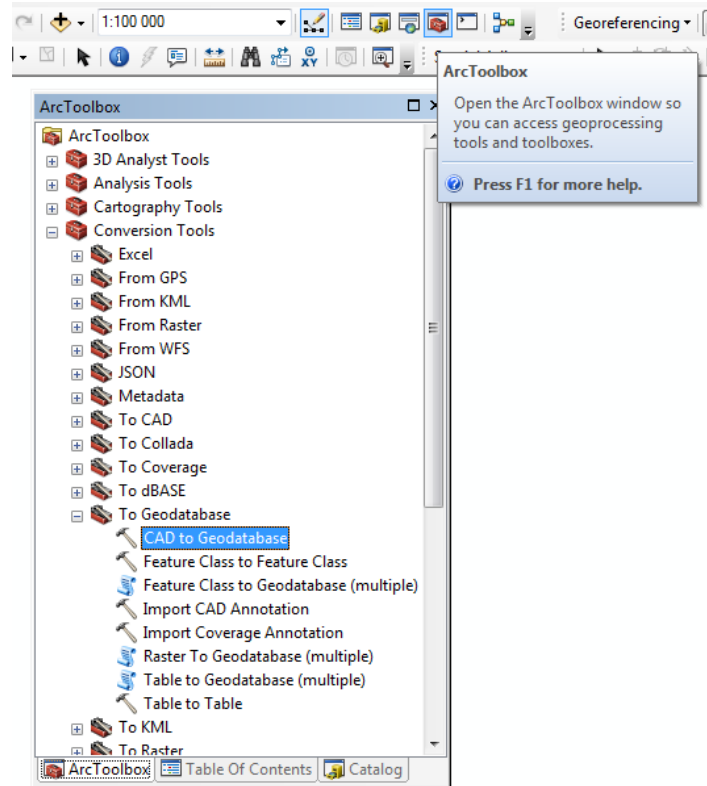 1:100 000
Georeferencing
ArcToolbox
Open the ArcToolbox window so
you can access geoprocessing
tools and toolboxes.
Press F1 for more help.
ArcToolbox
ArcToolbox
3D Analyst Tools
Analysis Tools
Cartography Tools
Conversion Tools
Excel
From GPS
From KML
From Raster
From WFS
JSON
Metadata
To CAD
To Collada
To Coverage
To dBASE
To Geodatabase
CAD to Geodatabase
Feature Class to Feature Class
Feature Class to Geodatabase (multiple)
Import CAD Annotation
Import Coverage Annotation
Raster To Geodatabase (multiple)
Table to Geodatabase (multiple)
Table to Table
To KML
To Raster
ArcToolbox Table Of Contents Catalog